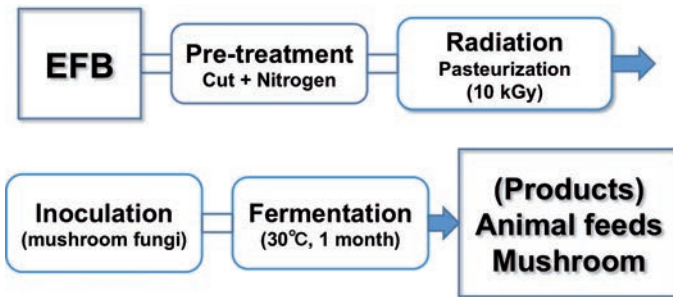 EFB
Pre-treatment
Cut + Nitrogen
Radiation
Pasteurization
(10 kGy)
Inoculation
(mushroom fungi)
Fermentation
(30℃, 1 month)
(Products)
Animal feeds
Mushroom